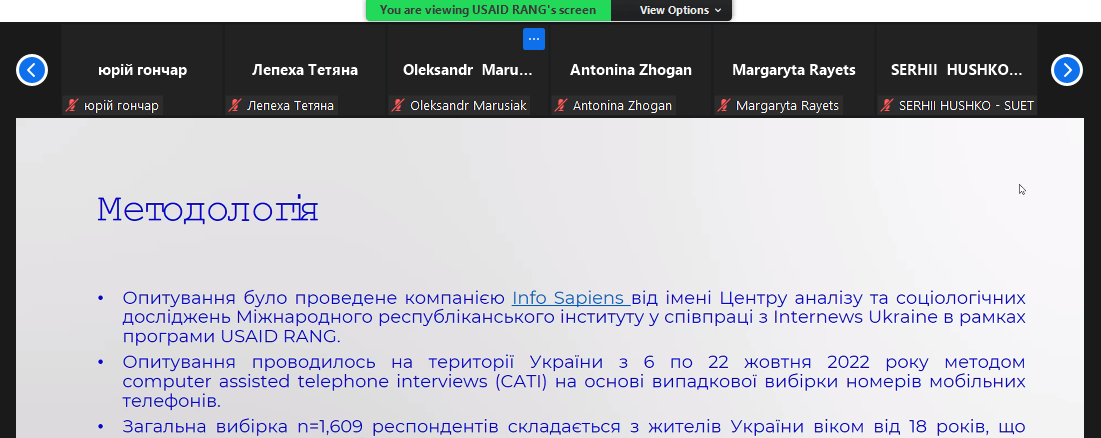 You are viewing USAID RANG's screen View Options
...
юрій гончар Лепеха Тетяна Oleksandr Maru... Antonina Zhogan Margaryta Rayets SERHII HUSHKO...
юрій гончар Лепеха Тетяна Oleksandr Marusiak Antonina Zhogan Margaryta Rayets SERHII HUSHKO - SUET
Методологія
• Опитування було проведене компанією Info Sapiens від імені Центру аналізу та соціологічних
досліджень Міжнародного республіканського інституту у співпраці з Internews Ukraine в рамках
програми USAID RANG.
• Опитування проводилось на території України з 6 по 22 жовтня 2022 року методом
computer assisted telephone interviews (CATI) на основі випадкової вибірки номерів мобільних
телефонів.
• Загальна вибірка n=1,609 респондентів складається з жителів України віком від 18 років, що